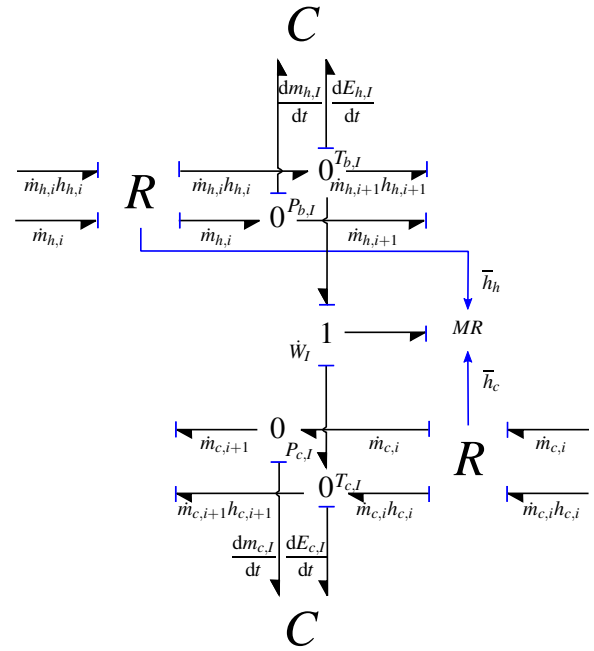 C
dm_{h,I}/dt dE_{h,I}/dt
0 T_{b,I}
ṁ_{h,i}h_{h,i} R ṁ_{h,i}h_{h,i} ṁ_{h,i+1}h_{h,i+1}
0 P_{b,I}
ṁ_{h,i} ṁ_{h,i} ṁ_{h,i+1}
h̅_h
1 MR
Ẇ_I
h̅_c
0
ṁ_{c,i+1} P_{c,I} ṁ_{c,i} R ṁ_{c,i}
0 T_{c,I}
ṁ_{c,i+1}h_{c,i+1} ṁ_{c,i}h_{c,i} ṁ_{c,i}h_{c,i}
dm_{c,I}/dt dE_{c,I}/dt
C